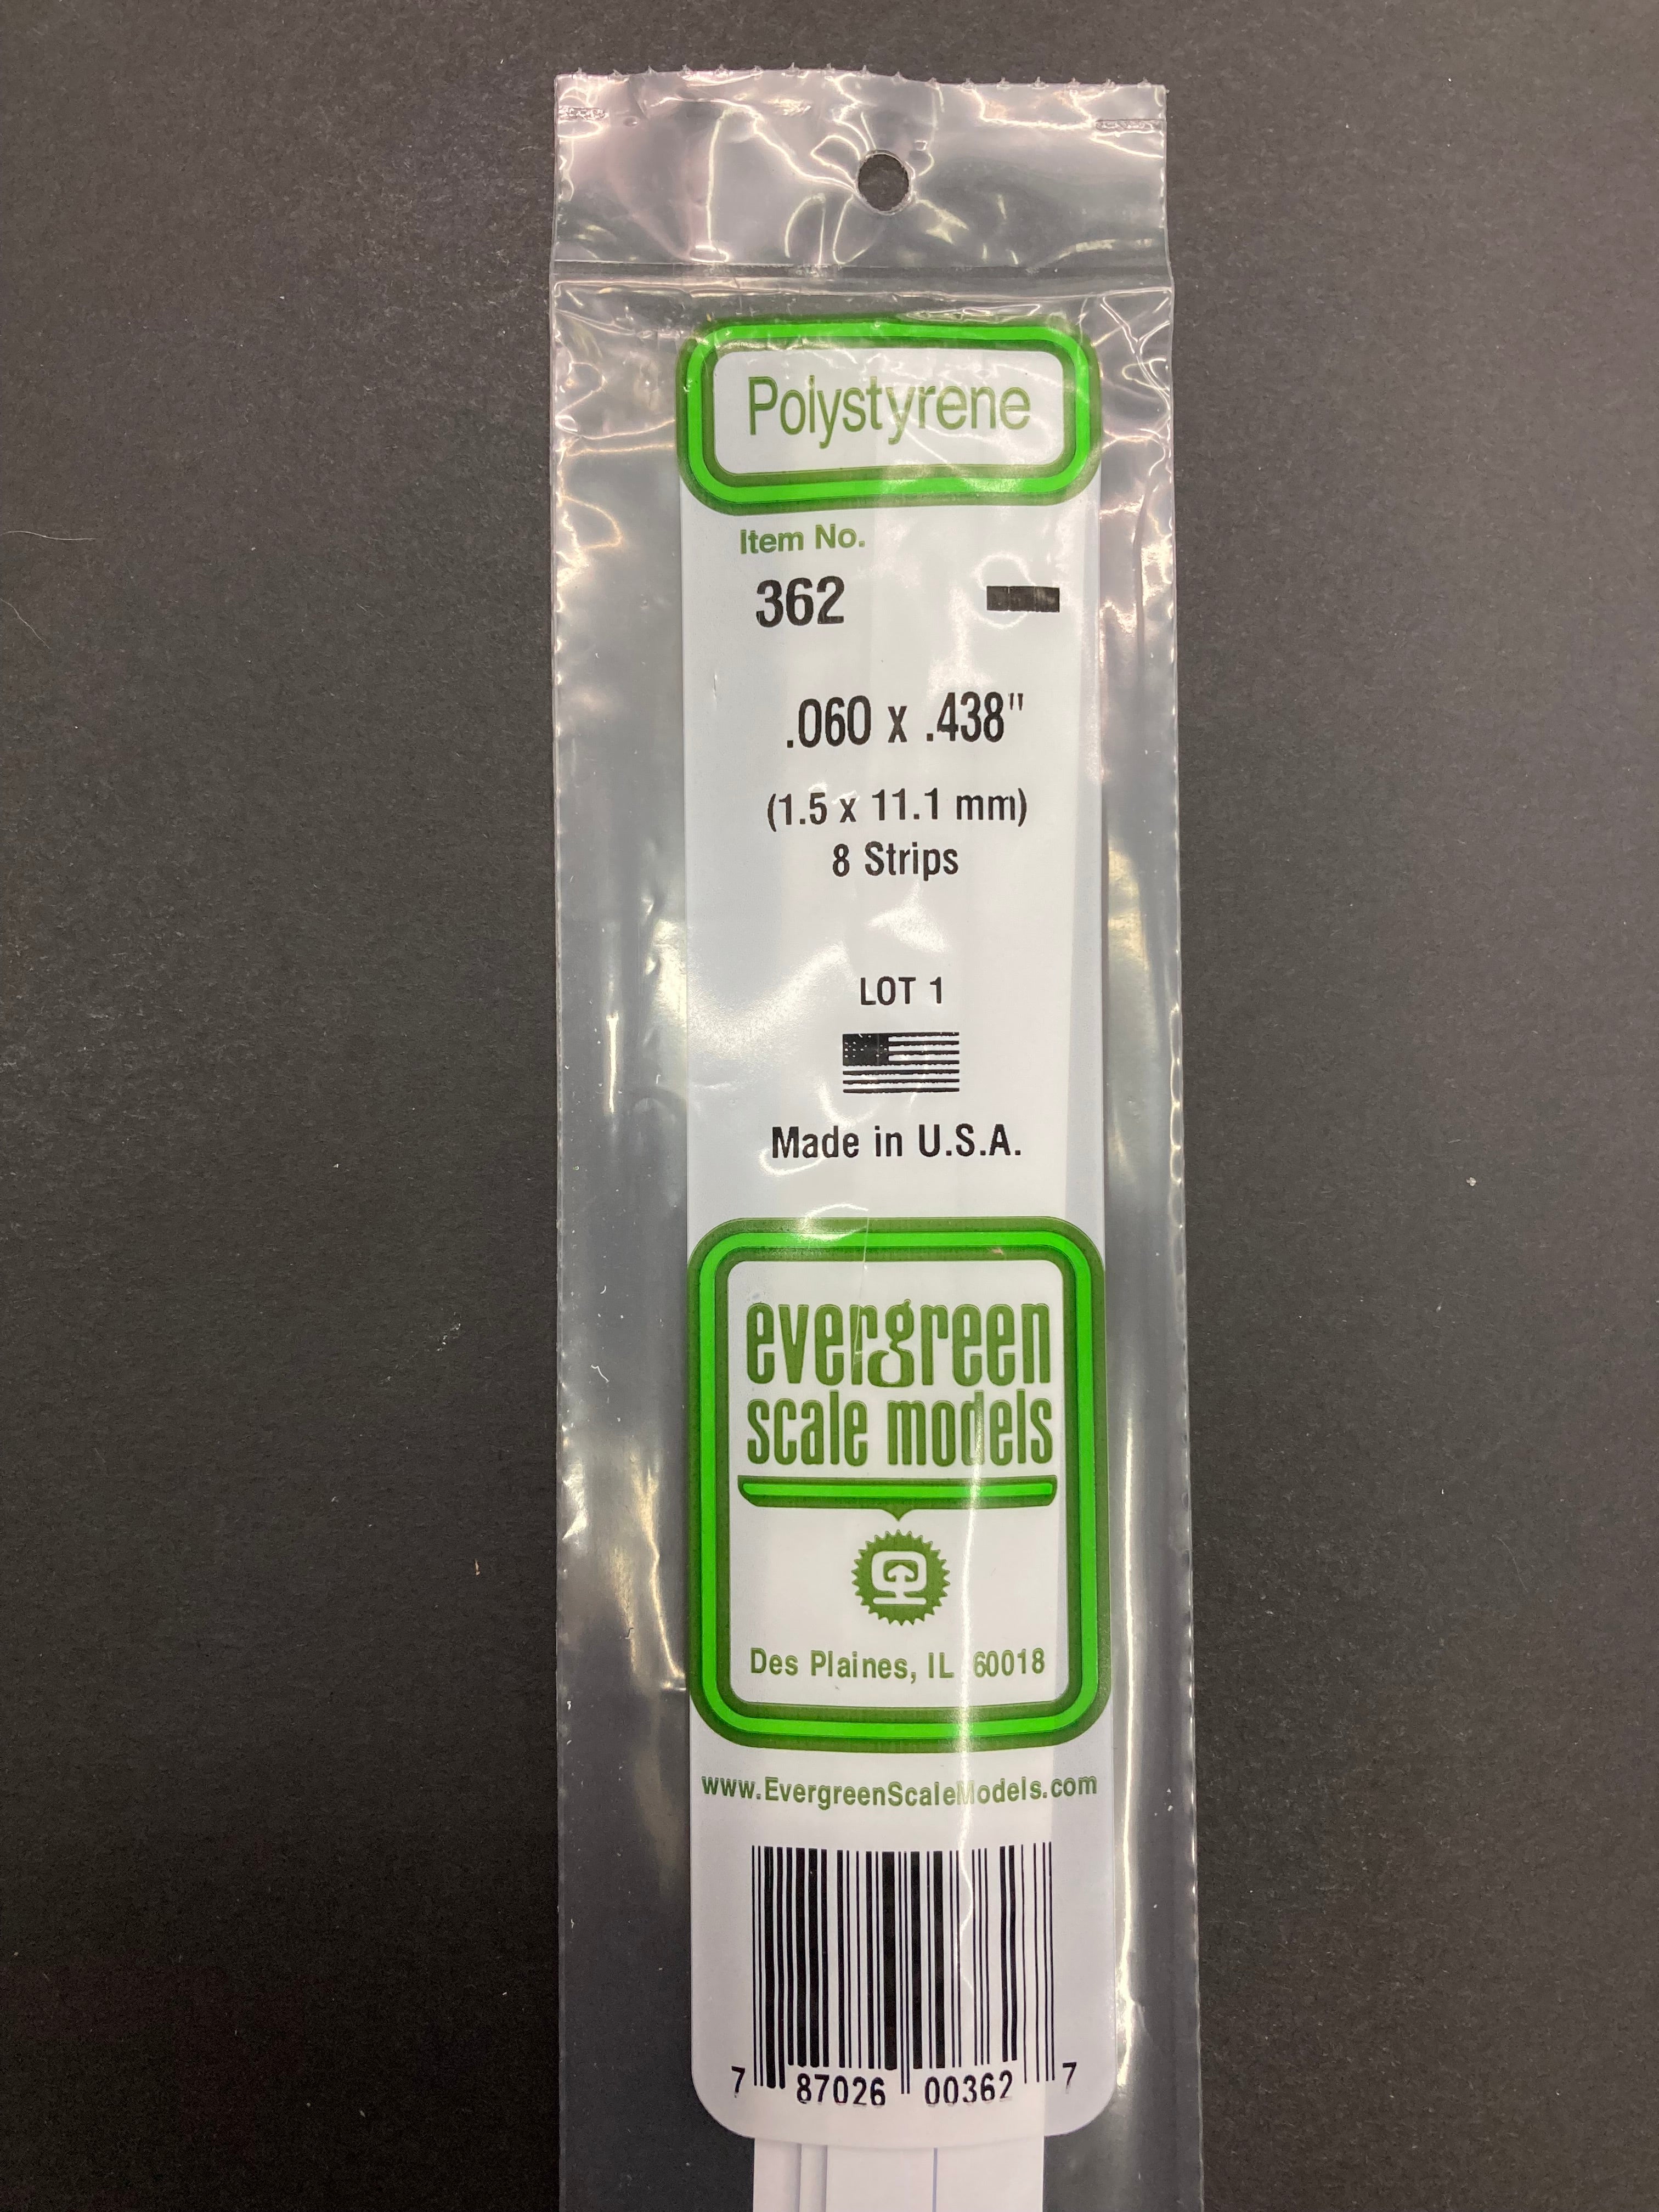 Polystyrene
Item No.
362
.060 x .438"
(1.5 x 11.1 mm)
8 Strips
LOT 1
Made in U.S.A.
evergreen
scale models
Des Plaines, IL 60018
www.EvergreenScaleModels.com
7 87026 00362 7